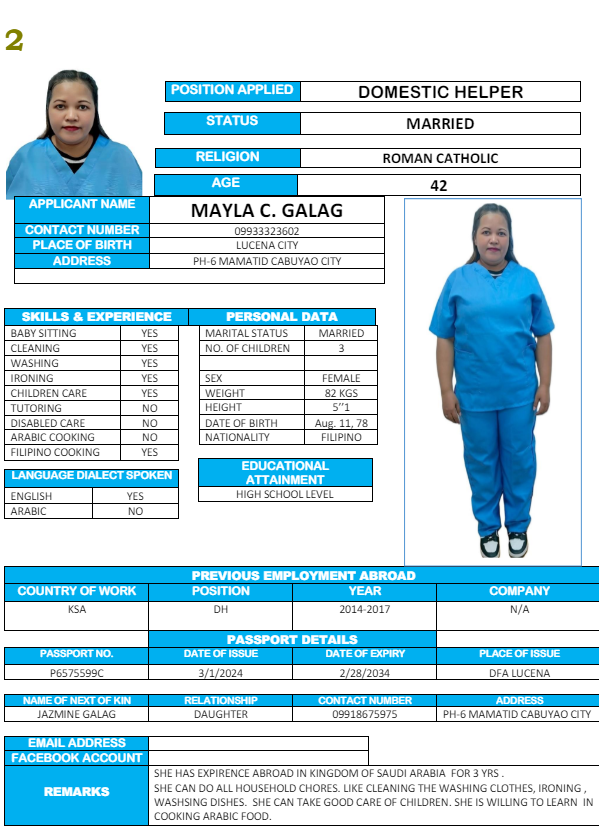 2
POSITION APPLIED DOMESTIC HELPER
STATUS MARRIED
RELIGION ROMAN CATHOLIC
AGE 42
APPLICANT NAME MAYLA C. GALAG
CONTACT NUMBER 09933323602
PLACE OF BIRTH LUCENA CITY
ADDRESS PH-6 MAMATID CABUYAO CITY
SKILLS & EXPERIENCE PERSONAL DATA
BABY SITTING YES MARITAL STATUS MARRIED
CLEANING YES NO. OF CHILDREN 3
WASHING YES
IRONING YES SEX FEMALE
CHILDREN CARE YES WEIGHT 82 KGS
TUTORING NO HEIGHT 5’’1
DISABLED CARE NO DATE OF BIRTH Aug. 11, 78
ARABIC COOKING NO NATIONALITY FILIPINO
FILIPINO COOKING YES
LANGUAGE DIALECT SPOKEN
ENGLISH YES
ARABIC NO
EDUCATIONAL
ATTAINMENT
HIGH SCHOOL LEVEL
PREVIOUS EMPLOYMENT ABROAD
COUNTRY OF WORK POSITION YEAR COMPANY
KSA DH 2014-2017 N/A
PASSPORT DETAILS
PASSPORT NO. DATE OF ISSUE DATE OF EXPIRY PLACE OF ISSUE
P6575599C 3/1/2024 2/28/2034 DFA LUCENA
NAME OF NEXT OF KIN RELATIONSHIP CONTACT NUMBER ADDRESS
JAZMINE GALAG DAUGHTER 09918675975 PH-6 MAMATID CABUYAO CITY
EMAIL ADDRESS
FACEBOOK ACCOUNT
REMARKS
SHE HAS EXPIRENCE ABROAD IN KINGDOM OF SAUDI ARABIA FOR 3 YRS .
SHE CAN DO ALL HOUSEHOLD CHORES. LIKE CLEANING THE WASHING CLOTHES, IRONING ,
WASHSING DISHES. SHE CAN TAKE GOOD CARE OF CHILDREN. SHE IS WILLING TO LEARN IN
COOKING ARABIC FOOD.